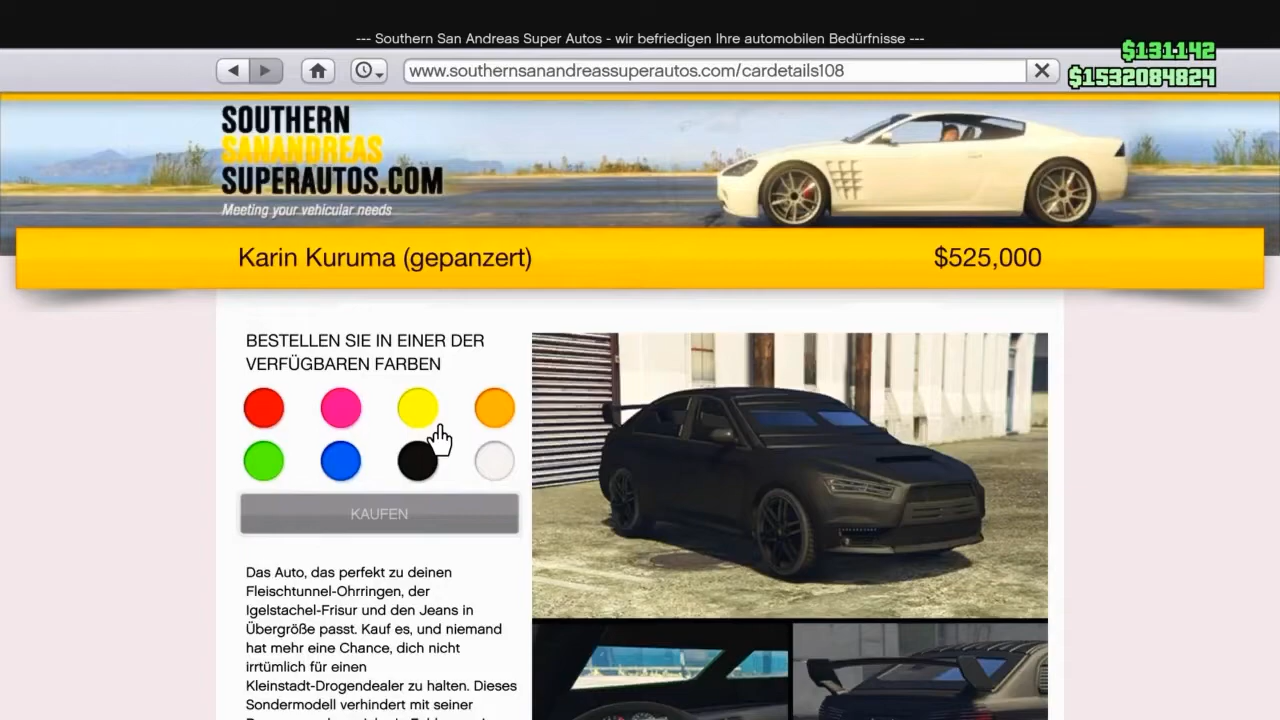 --- Southern San Andreas Super Autos - wir befriedigen Ihre automobilen Bedürfnisse ---
$131142
www.southernsanandreassuperautos.com/cardetails108
$1532084824
SOUTHERN
SANANDREAS
SUPERAUTOS.COM
Meeting your vehicular needs
Karin Kuruma (gepanzert)
$525,000
BESTELLEN SIE IN EINER DER
VERFÜGBAREN FARBEN
KAUFEN
Das Auto, das perfekt zu deinen
Fleischtunnel-Ohrringen, der
Igelstachel-Frisur und den Jeans in
Übergröße passt. Kauf es, und niemand
hat mehr eine Chance, dich nicht
irrtümlich für einen
Kleinstadt-Drogendealer zu halten. Dieses
Sondermodell verhindert mit seiner